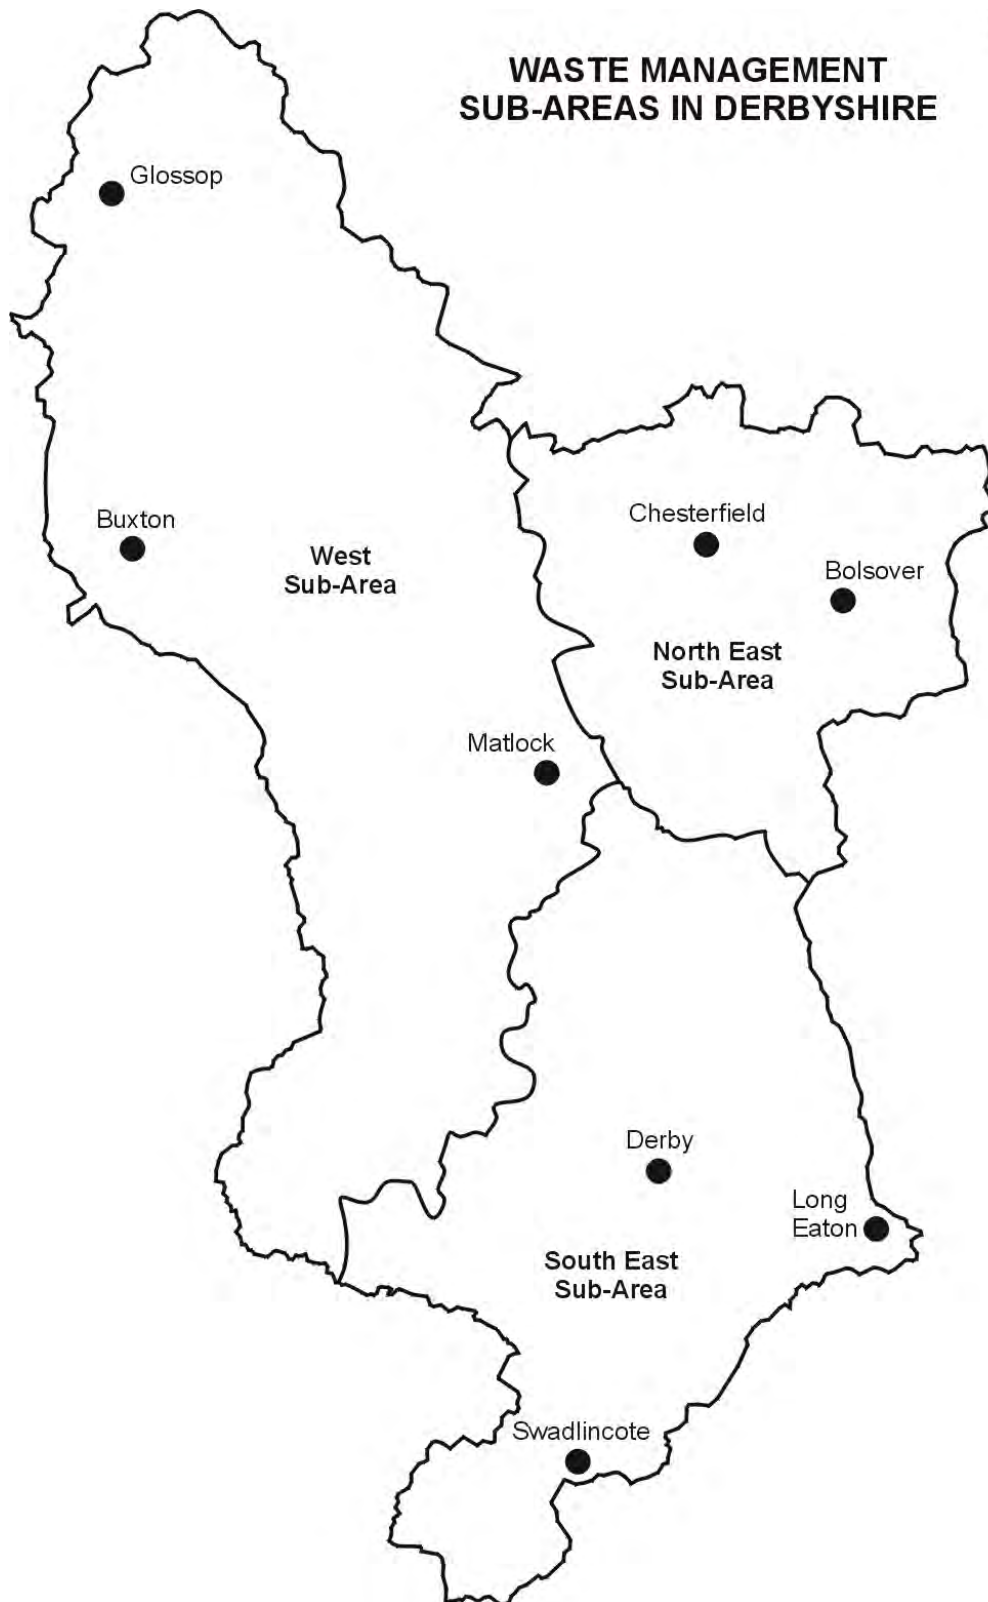 WASTE MANAGEMENT
SUB-AREAS IN DERBYSHIRE
Glossop
Buxton
West
Sub-Area
Chesterfield
Bolsover
North East
Sub-Area
Matlock
Derby
Long
Eaton
South East
Sub-Area
Swadlincote